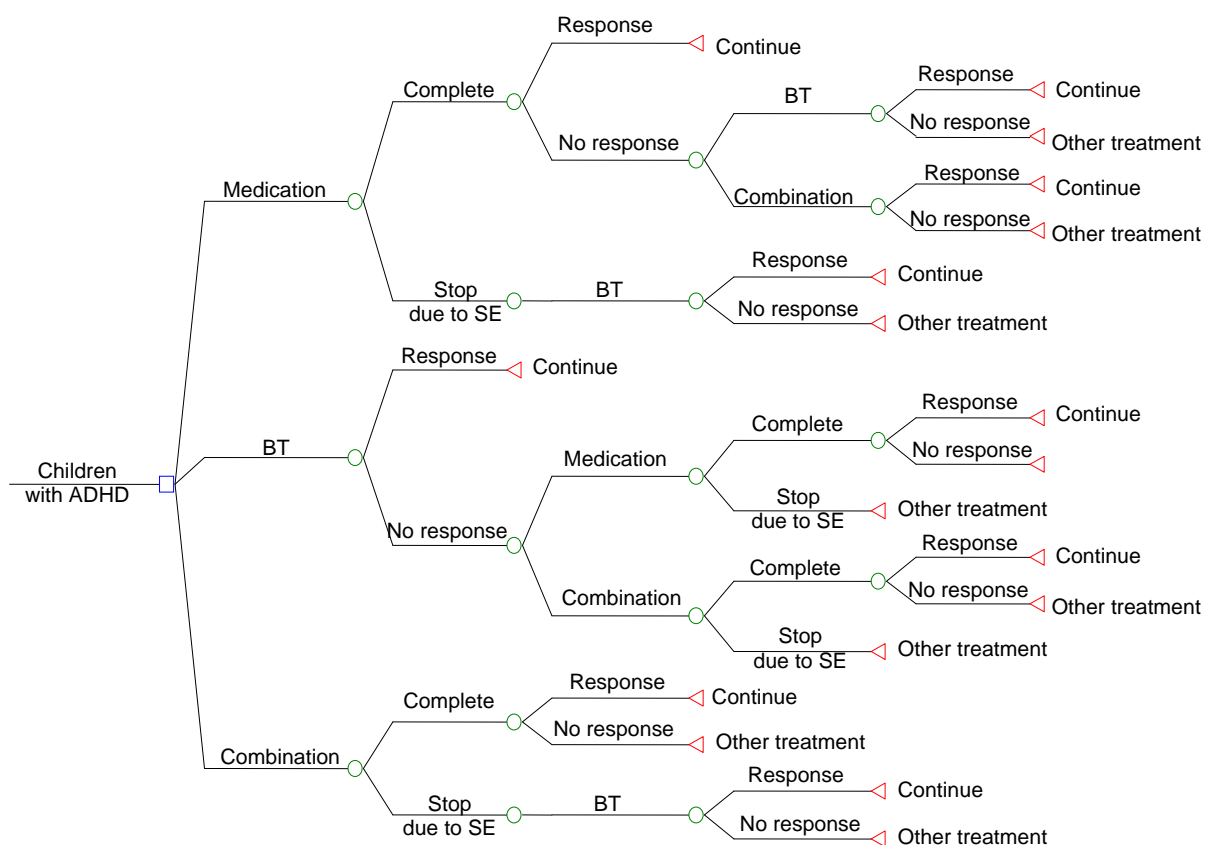 Response
Continue
Complete
Response
BT
Continue
No response
No response
Other treatment
Medication
Response
Combination
Continue
No response
Other treatment
Response
Stop
due to SE
BT
Continue
No response
Other treatment
Response
Continue
Response
Complete
Continue
BT
Medication
No response
Children
with ADHD
Stop
due to SE
Other treatment
No response
Response
Complete
Continue
Combination
No response
Other treatment
Stop
due to SE
Other treatment
Response
Complete
Continue
No response
Other treatment
Combination
Response
Stop
due to SE
BT
Continue
No response
Other treatment